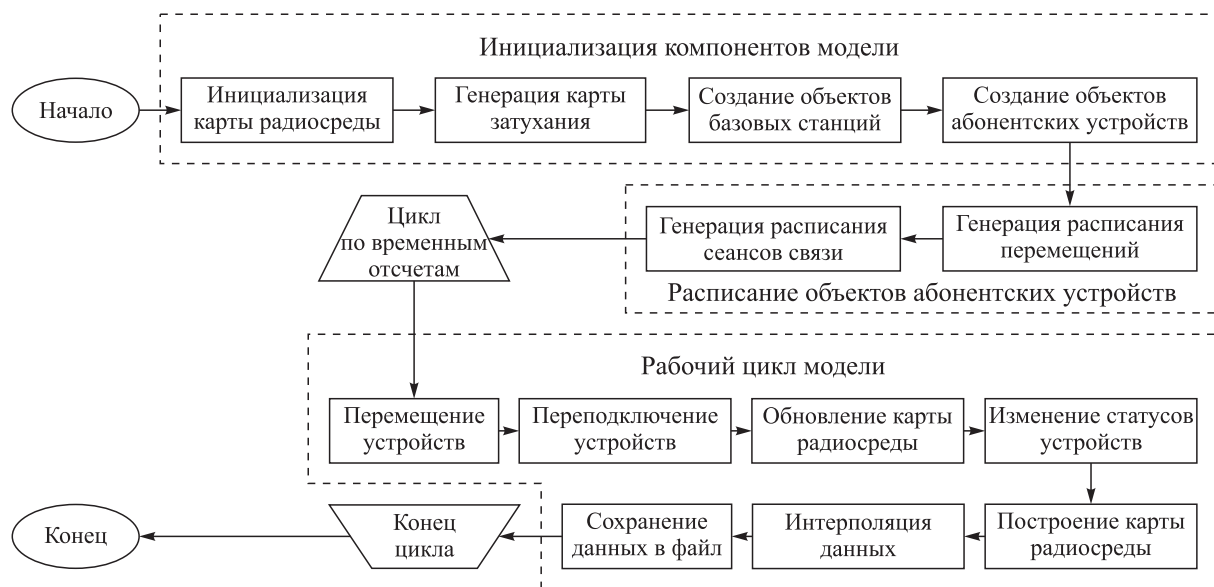 Инициализация компонентов модели
Начало
Инициализация
карты радиосреды
Генерация карты
затухания
Создание объектов
базовых станций
Создание объектов
абонентских устройств
Генерация расписания
перемещений
Генерация расписания
сеансов связи
Расписание объектов абонентских устройств
Цикл
по временным
отсчетам
Рабочий цикл модели
Перемещение
устройств
Переподключение
устройств
Обновление карты
радиосреды
Изменение статусов
устройств
Построение карты
радиосреды
Интерполяция
данных
Сохранение
данных в файл
Конец
цикла
Конец